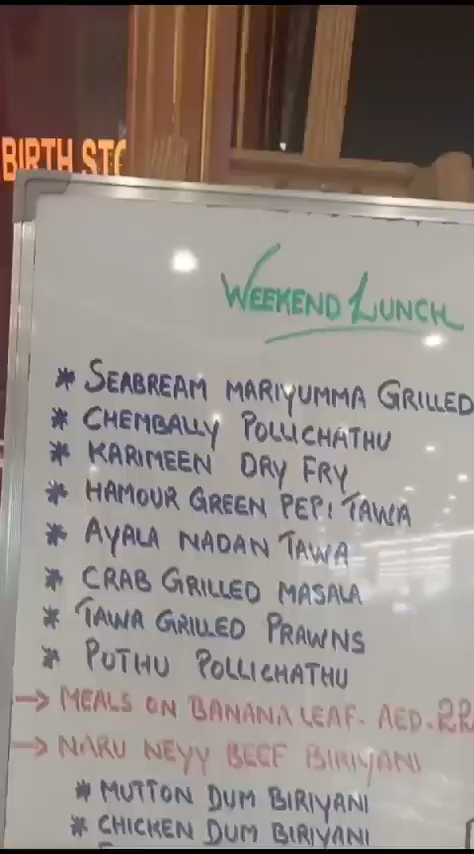 BIRTH ST
WEEKEND LUNCH
* SEABREAM MARIYUMMA GRILLED
* CHEMBALLY POLLICHATHU
* KARIMEEN DRY FRY
* HAMOUR GREEN PEPI TAWA
* AYALA NADAN TAWA
* CRAB GRILLED MASALA
* TAWA GRILLED PRAWNS
* POTHU POLLICHATHU
→ MEALS ON BANANA LEAF- AED-22
→ NARU NEYY BEEF BIRIYANI
* MUTTON DUM BIRIYANI
* CHICKEN DUM BIRIYANI